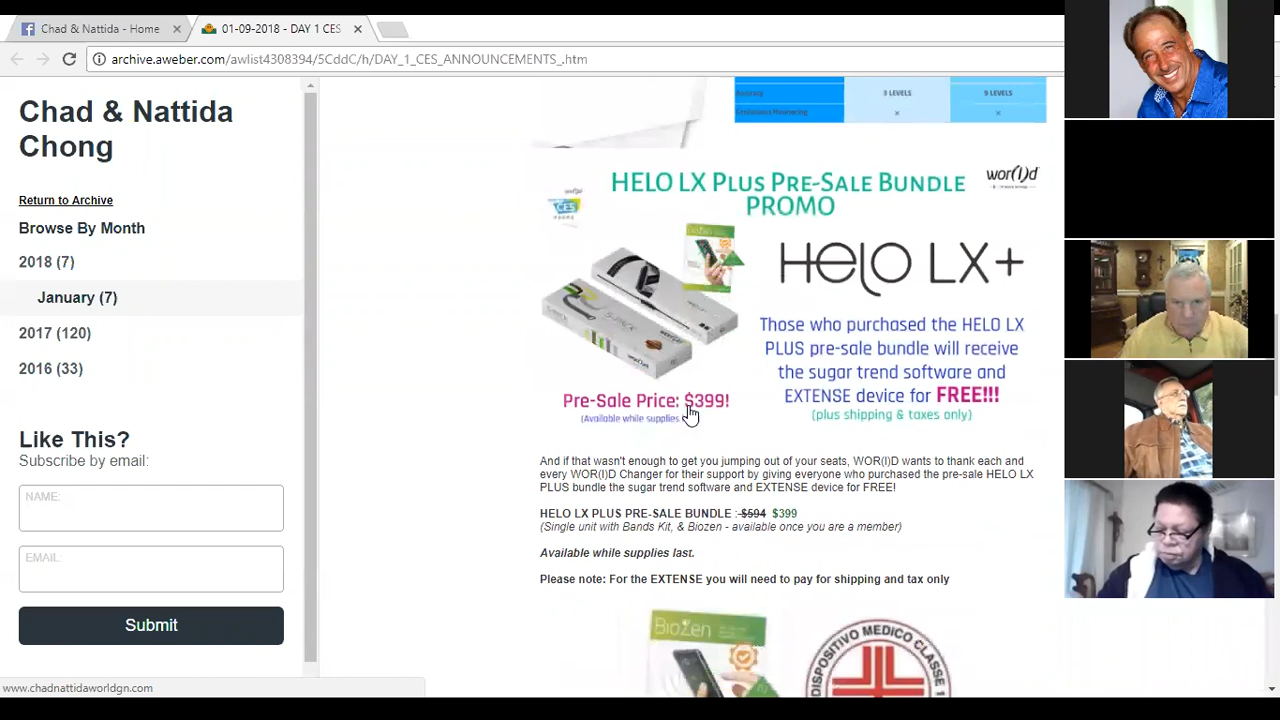 Chad & Nattida - Home
01-09-2018 - DAY 1 CES
archive.aweber.com/awlist4308394/5CddC/h/DAY_1_CES_ANNOUNCEMENTS_.htm
Chad & Nattida
Chong
Return to Archive
Browse By Month
2018 (7)
January (7)
2017 (120)
2016 (33)
Like This?
Subscribe by email:
NAME:
EMAIL:
Submit
www.chadnattidaworldgn.com
Accuracy 3 LEVELS 9 LEVELS
Continuous Measuring × ×
HELO LX PLUS PRE-SALE BUNDLE
PROMO
wor(l)d
CES
HELO LX+
Those who purchased the HELO LX
PLUS pre-sale bundle will receive
the sugar trend software and
EXTENSE device for FREE!!!
(plus shipping & taxes only)
Pre-Sale Price: $399!
(Available while supplies
And if that wasn't enough to get you jumping out of your seats, WOR(I)D wants to thank each and
every WOR(I)D Changer for their support by giving everyone who purchased the pre-sale HELO LX
PLUS bundle the sugar trend software and EXTENSE device for FREE!
HELO LX PLUS PRE-SALE BUNDLE : $594 $399
(Single unit with Bands Kit, & Biozen - available once you are a member)
Available while supplies last.
Please note: For the EXTENSE you will need to pay for shipping and tax only
BioZen
DISPOSITIVO MEDICO CLASSE 1